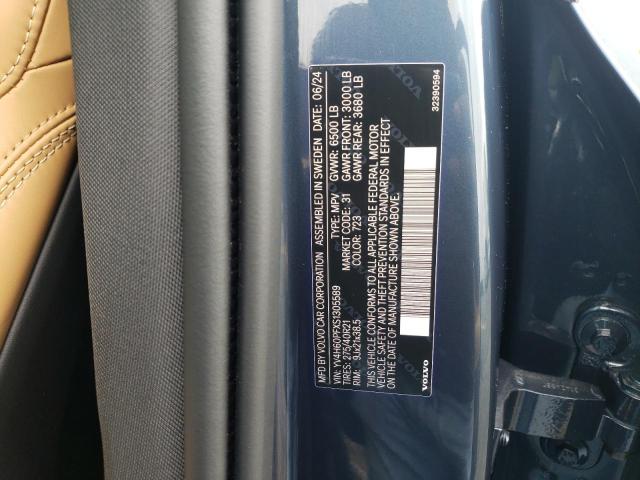 MFD BY VOLVO CAR CORPORATION ASSEMBLED IN SWEDEN DATE: 06/24
VIN: YV4H60PFXS1305589 TYPE: MPV GVWR: 6500 LB
TIRES: 275/40R21 MARKET CODE: 31 GAWR FRONT: 3000 LB
RIM: 9Jx21x38.5 COLOR: 723 GAWR REAR: 3680 LB
THIS VEHICLE CONFORMS TO ALL APPLICABLE FEDERAL MOTOR
VEHICLE SAFETY AND THEFT PREVENTION STANDARDS IN EFFECT
ON THE DATE OF MANUFACTURE SHOWN ABOVE.
VOLVO 32390594